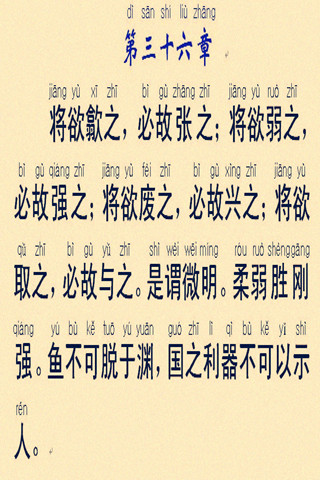 dì sān shí liù zhāng
第三十六章
jiāng yù xī zhī bì gù zhāng zhī jiāng yù ruò zhī
将欲歙之，必故张之；将欲弱之，
bì gù qiáng zhī jiāng yù fèi zhī bì gù xīng zhī jiāng yù
必故强之；将欲废之，必故兴之；将欲
qǔ zhī bì gù yǔ zhī shì wèi wēi míng róu ruò shènggāng
取之，必故与之。是谓微明。柔弱胜刚
qiáng yú bù kě tuō yú yuān guó zhī lì qì bù kě yǐ shì
强。鱼不可脱于渊，国之利器不可以示
rén
人。